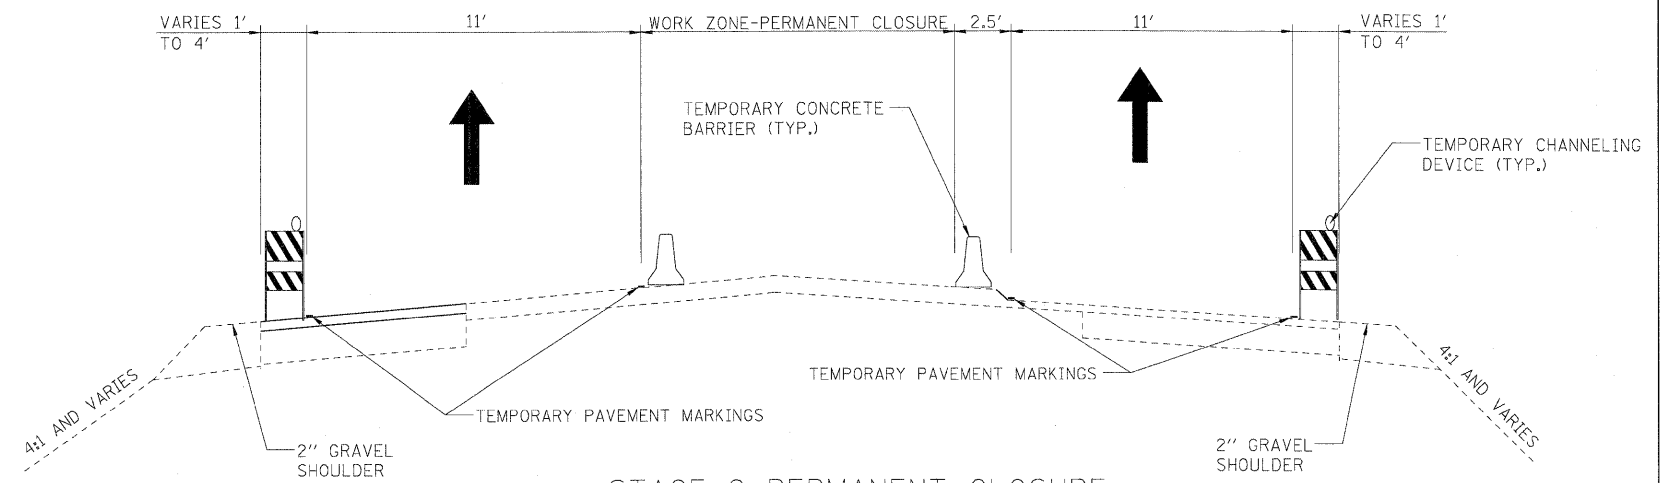 VARIES 1'
TO 4'
11'
WORK ZONE-PERMANENT CLOSURE
2.5'
11'
VARIES 1'
TO 4'
TEMPORARY CONCRETE
BARRIER (TYP.)
TEMPORARY CHANNELING
DEVICE (TYP.)
TEMPORARY PAVEMENT MARKINGS
4:1 AND VARIES
4:1 AND VARIES
TEMPORARY PAVEMENT MARKINGS
2" GRAVEL
SHOULDER
2" GRAVEL
SHOULDER
PERMANENT CLOSURE